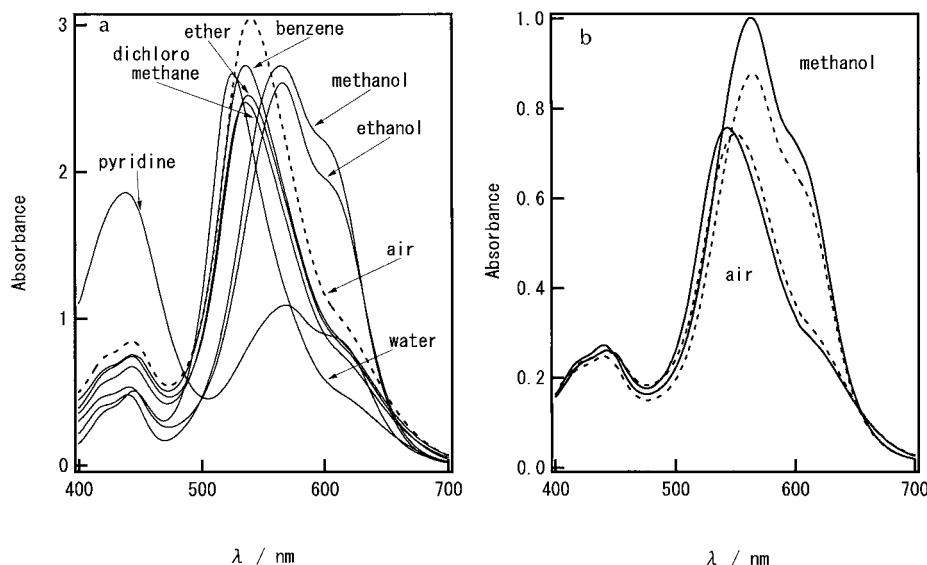 a
3
2
1
0
Absorbance
ether
benzene
dichloro
methane
methanol
ethanol
pyridine
air
water
400
500
600
700
λ / nm
b
1.0
0.8
0.6
0.4
0.2
0.0
Absorbance
methanol
air
400
500
600
700
λ / nm